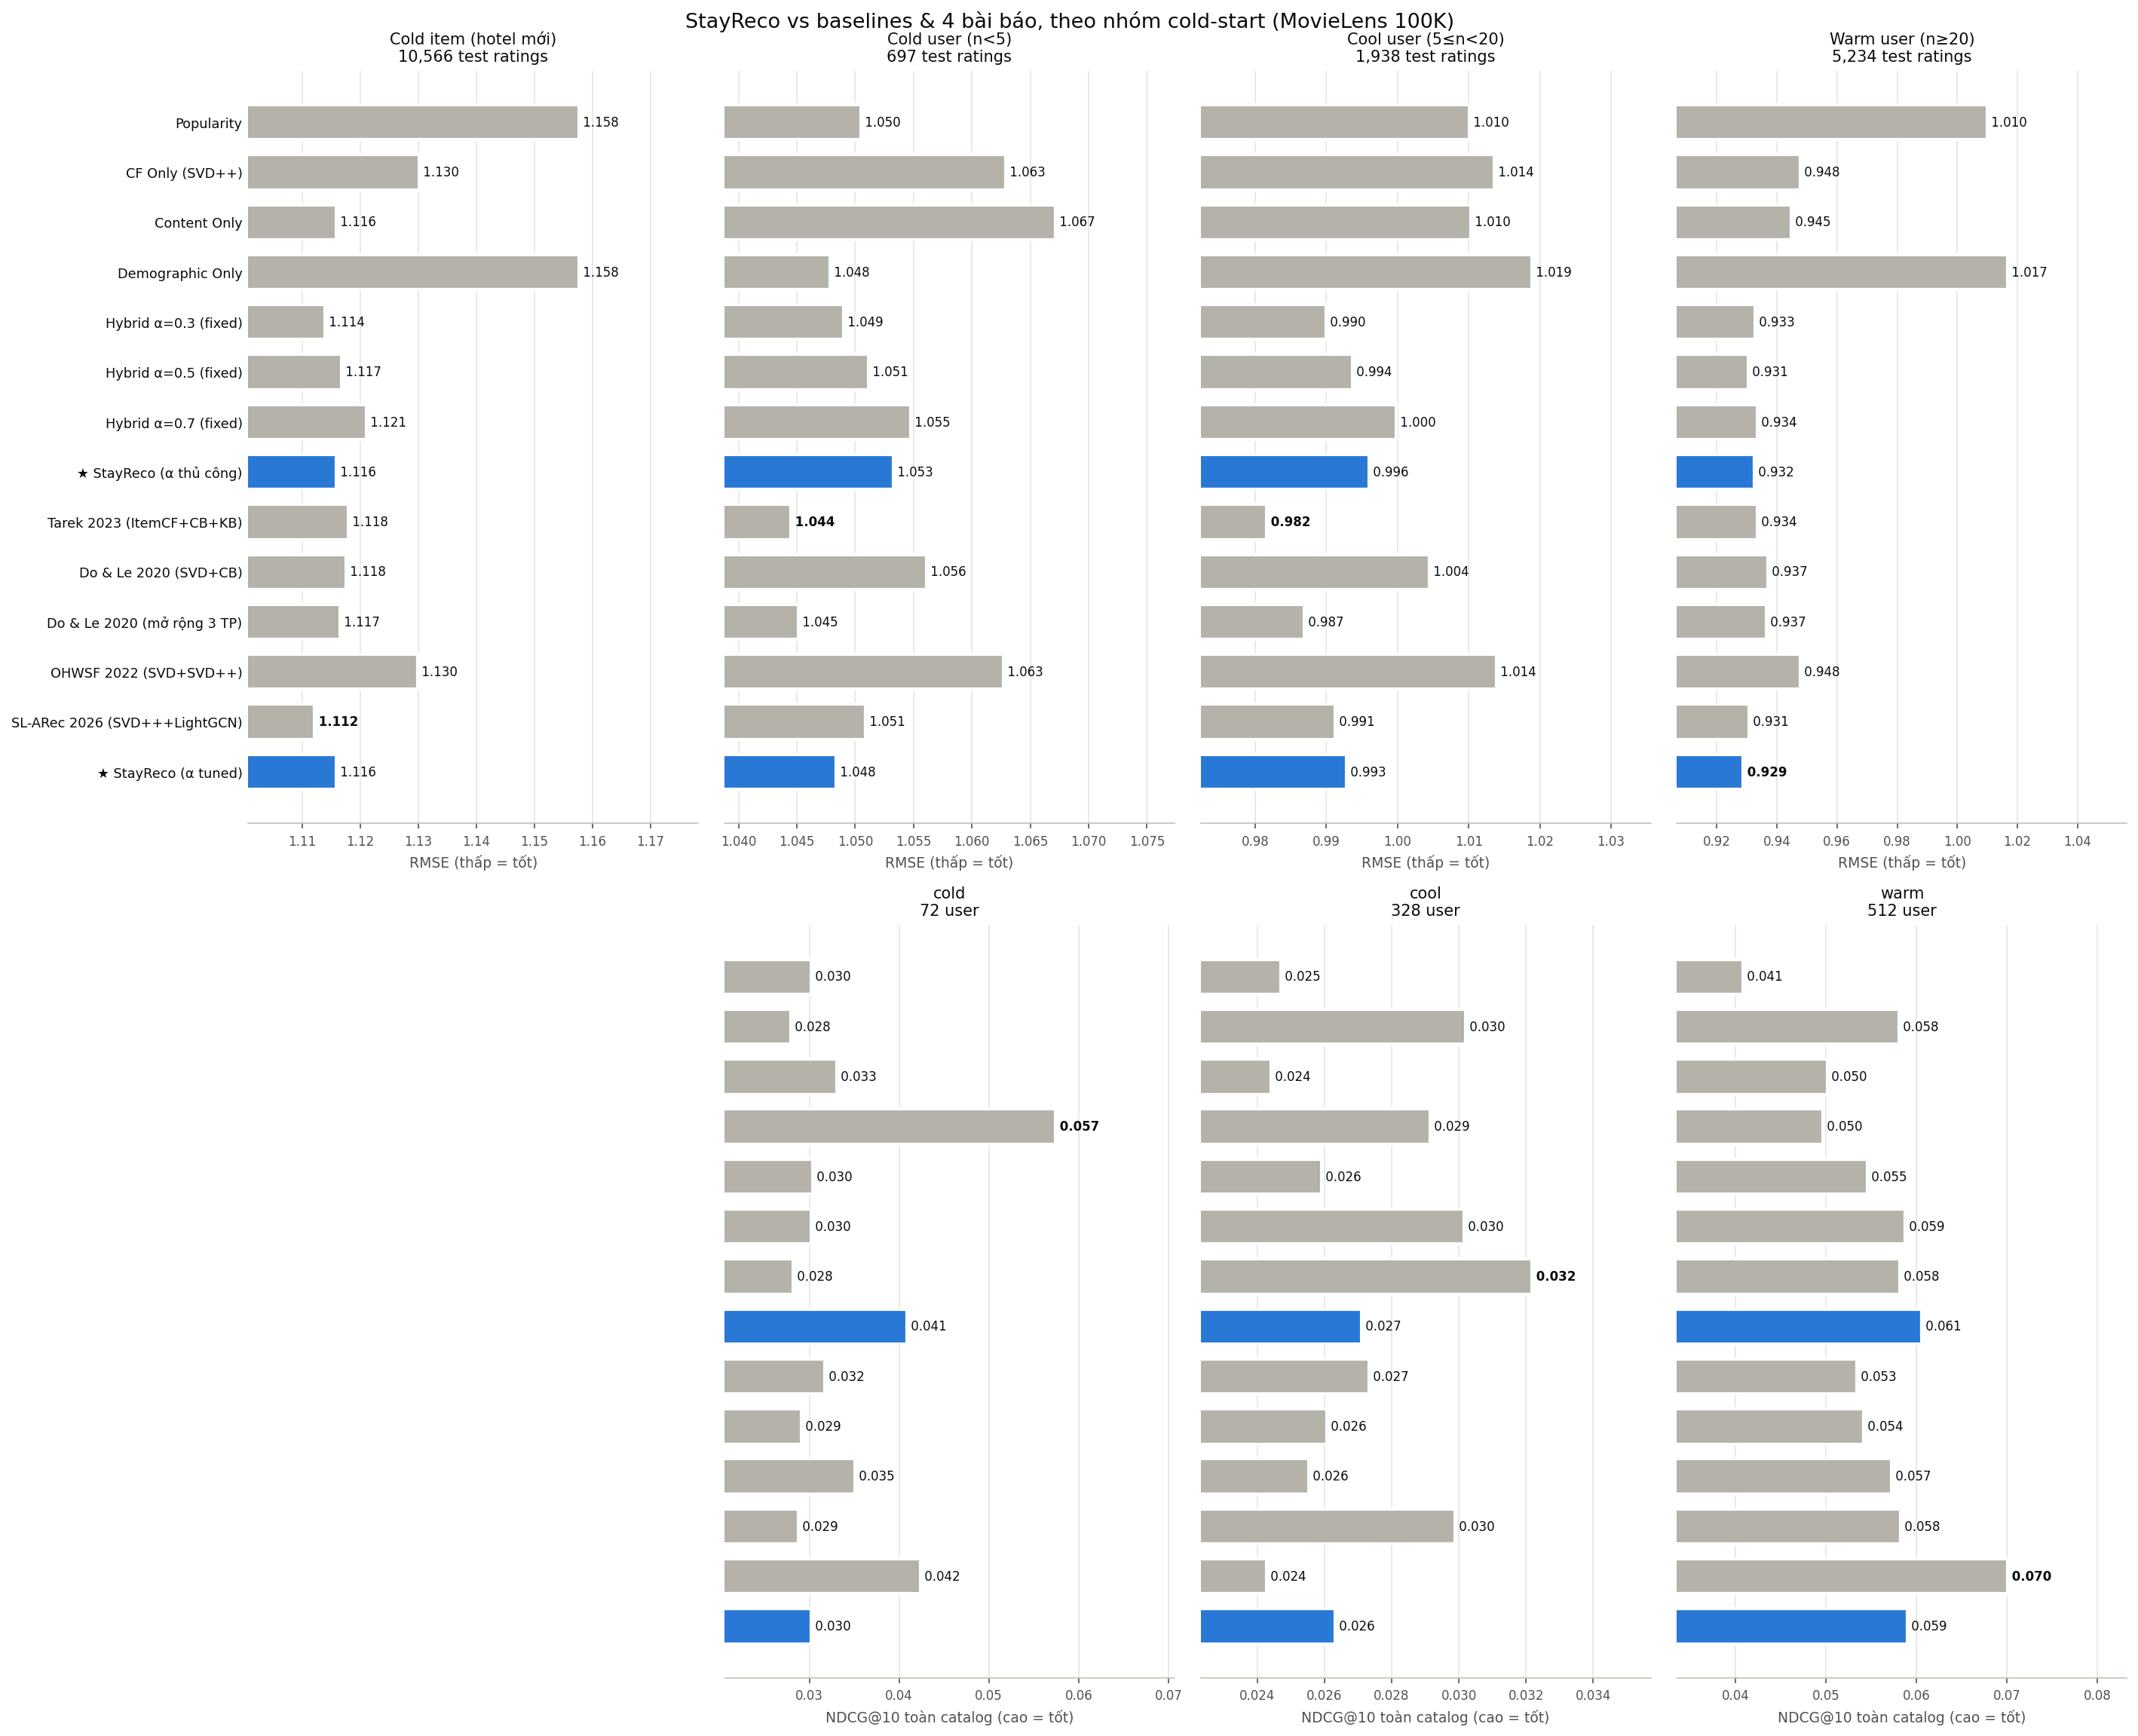 StayReco vs baselines & 4 bài báo, theo nhóm cold-start (MovieLens 100K)
Cold item (hotel mới)
10,566 test ratings
Popularity
CF Only (SVD++)
Content Only
Demographic Only
Hybrid α=0.3 (fixed)
Hybrid α=0.5 (fixed)
Hybrid α=0.7 (fixed)
★ StayReco (α thủ công)
Tarek 2023 (ItemCF+CB+KB)
Do & Le 2020 (SVD+CB)
Do & Le 2020 (mở rộng 3 TP)
OHWSF 2022 (SVD+SVD++)
SL-ARec 2026 (SVD+++LightGCN)
★ StayReco (α tuned)
1.158
1.130
1.116
1.158
1.114
1.117
1.121
1.116
1.118
1.118
1.117
1.130
1.112
1.116
1.11 1.12 1.13 1.14 1.15 1.16 1.17
RMSE (thấp = tốt)
Cold user (n<5)
697 test ratings
1.050
1.063
1.067
1.048
1.049
1.051
1.055
1.053
1.044
1.056
1.045
1.063
1.051
1.048
1.040 1.045 1.050 1.055 1.060 1.065 1.070 1.075
RMSE (thấp = tốt)
Cool user (5≤n<20)
1,938 test ratings
1.010
1.014
1.010
1.019
0.990
0.994
1.000
0.996
0.982
1.004
0.987
1.014
0.991
0.993
0.98 0.99 1.00 1.01 1.02 1.03
RMSE (thấp = tốt)
Warm user (n≥20)
5,234 test ratings
1.010
0.948
0.945
1.017
0.933
0.931
0.934
0.932
0.934
0.937
0.937
0.948
0.931
0.929
0.92 0.94 0.96 0.98 1.00 1.02 1.04
RMSE (thấp = tốt)
cold
72 user
0.030
0.028
0.033
0.057
0.030
0.030
0.028
0.041
0.032
0.029
0.035
0.029
0.042
0.030
0.03 0.04 0.05 0.06 0.07
NDCG@10 toàn catalog (cao = tốt)
cool
328 user
0.025
0.030
0.024
0.029
0.026
0.030
0.032
0.027
0.027
0.026
0.026
0.030
0.024
0.026
0.024 0.026 0.028 0.030 0.032 0.034
NDCG@10 toàn catalog (cao = tốt)
warm
512 user
0.041
0.058
0.050
0.050
0.055
0.059
0.058
0.061
0.053
0.054
0.057
0.058
0.070
0.059
0.04 0.05 0.06 0.07 0.08
NDCG@10 toàn catalog (cao = tốt)